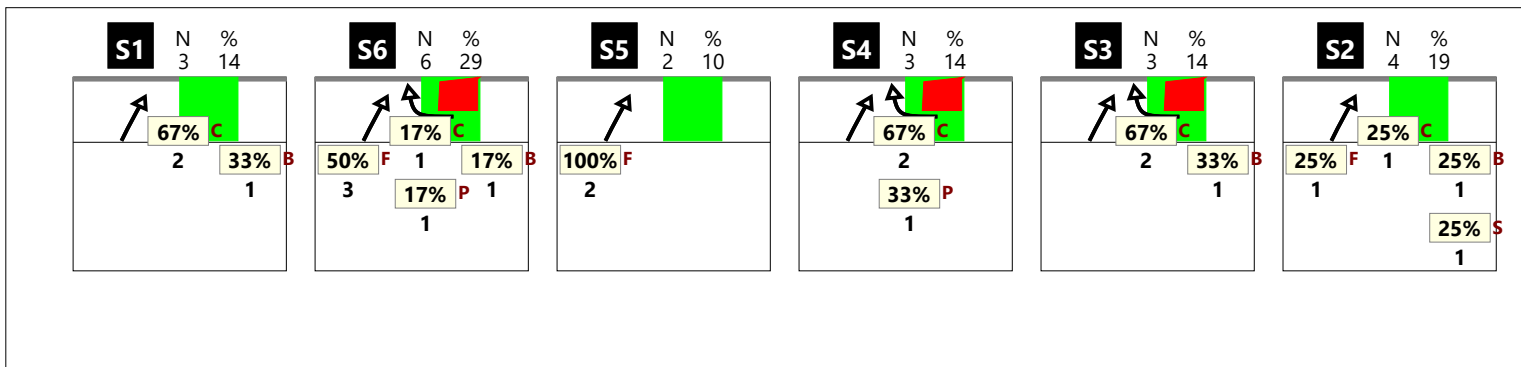 S1 N % 3 14
67% C
2
33% B
1
S6 N % 6 29
17% C
1
50% F
3
17% B
1
17% P
1
S5 N % 2 10
100% F
2
S4 N % 3 14
67% C
2
33% P
1
S3 N % 3 14
67% C
2
33% B
1
S2 N % 4 19
25% C
1
25% F
1
25% B
1
25% S
1